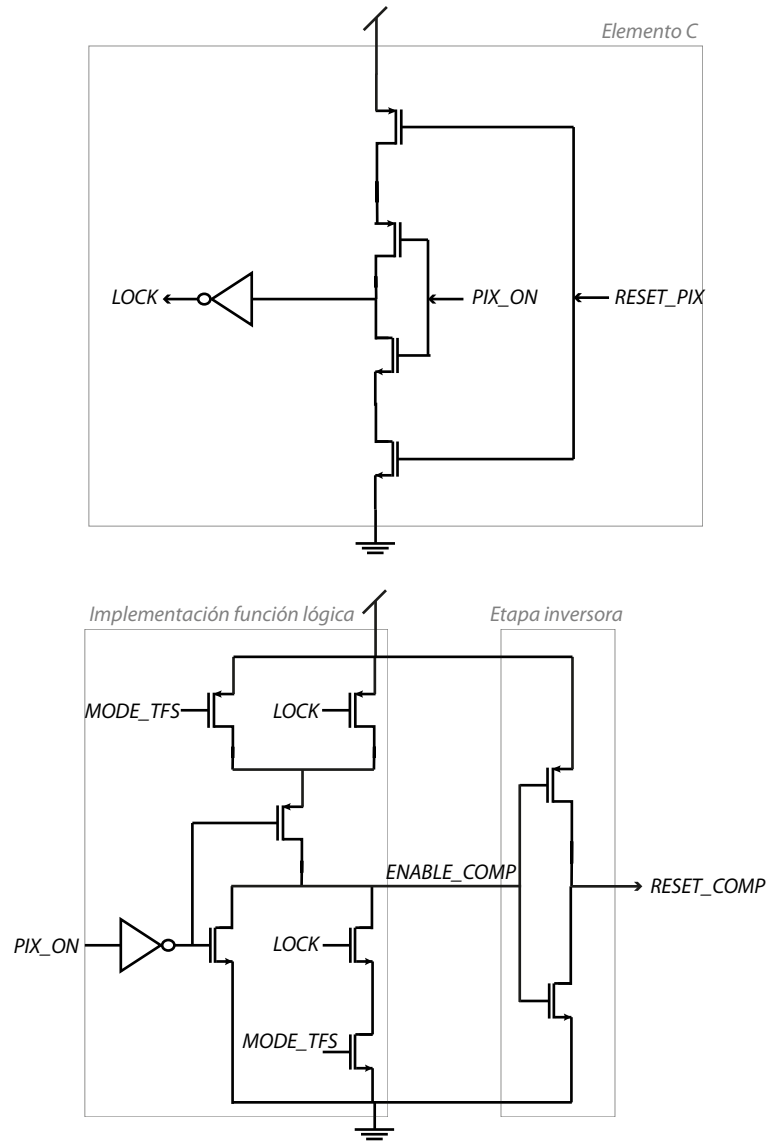 Elemento C
LOCK
PIX_ON
RESET_PIX
Implementación función lógica
Etapa inversora
MODE_TFS
LOCK
ENABLE_COMP
RESET_COMP
PIX_ON
LOCK
MODE_TFS